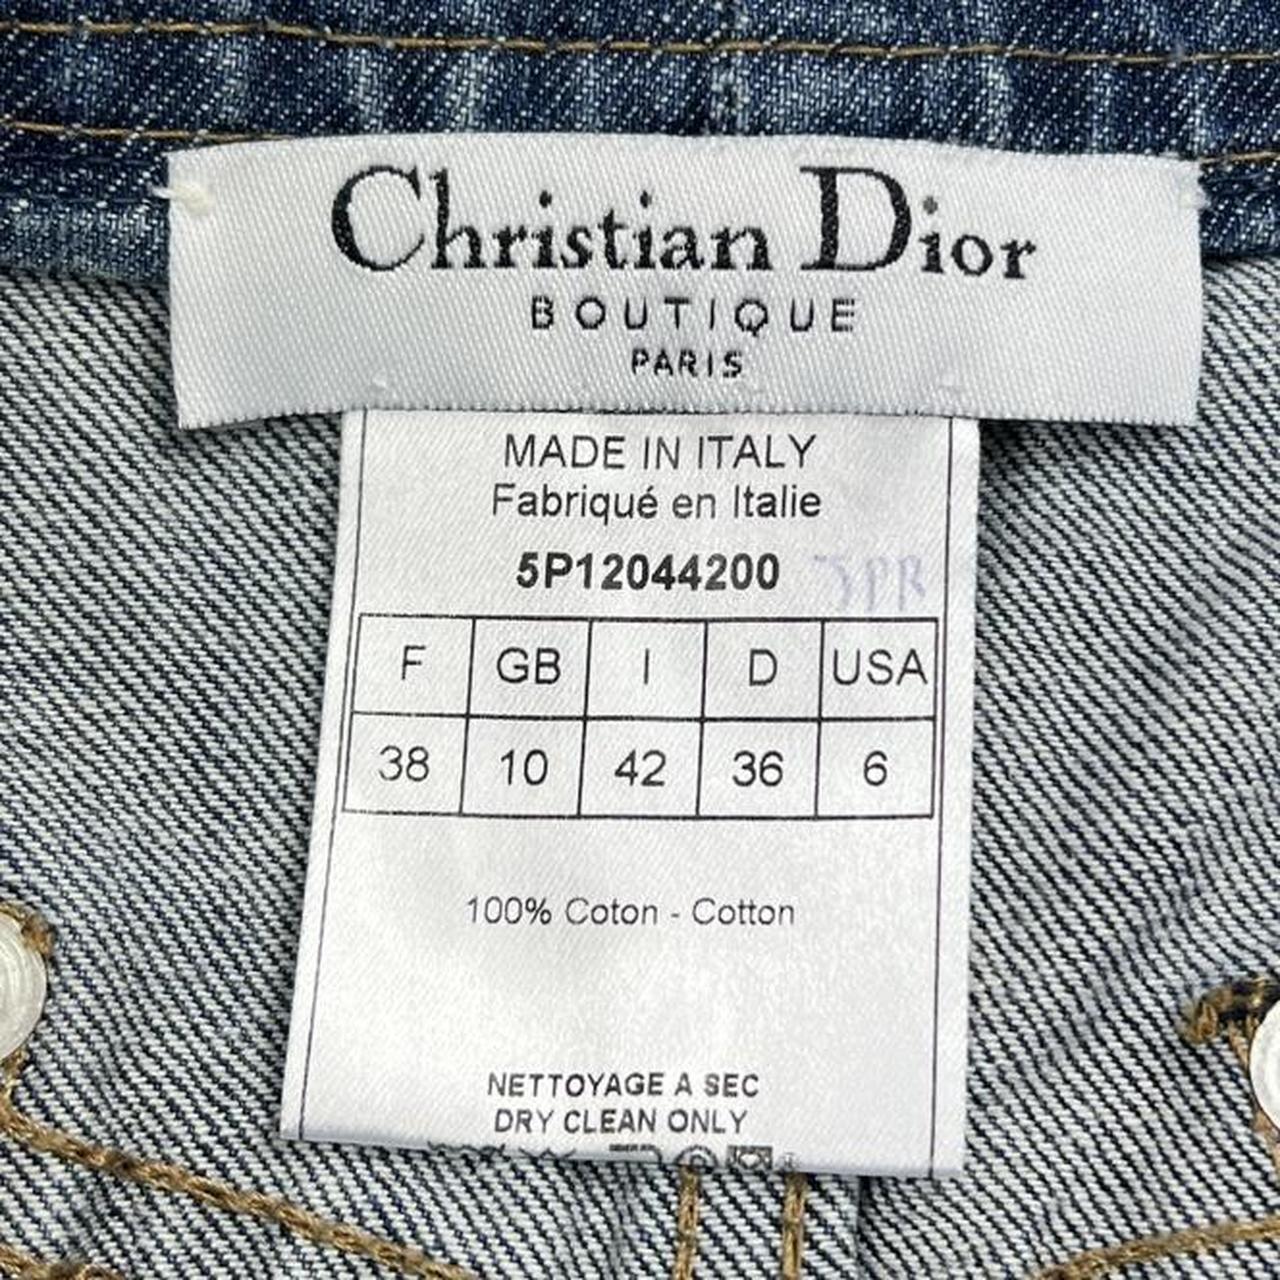 Christian Dior
BOUTIQUE
PARIS
MADE IN ITALY
Fabriqué en Italie
5P12044200
F GB I D USA
38 10 42 36 6
100% Coton - Cotton
NETTOYAGE A SEC
DRY CLEAN ONLY